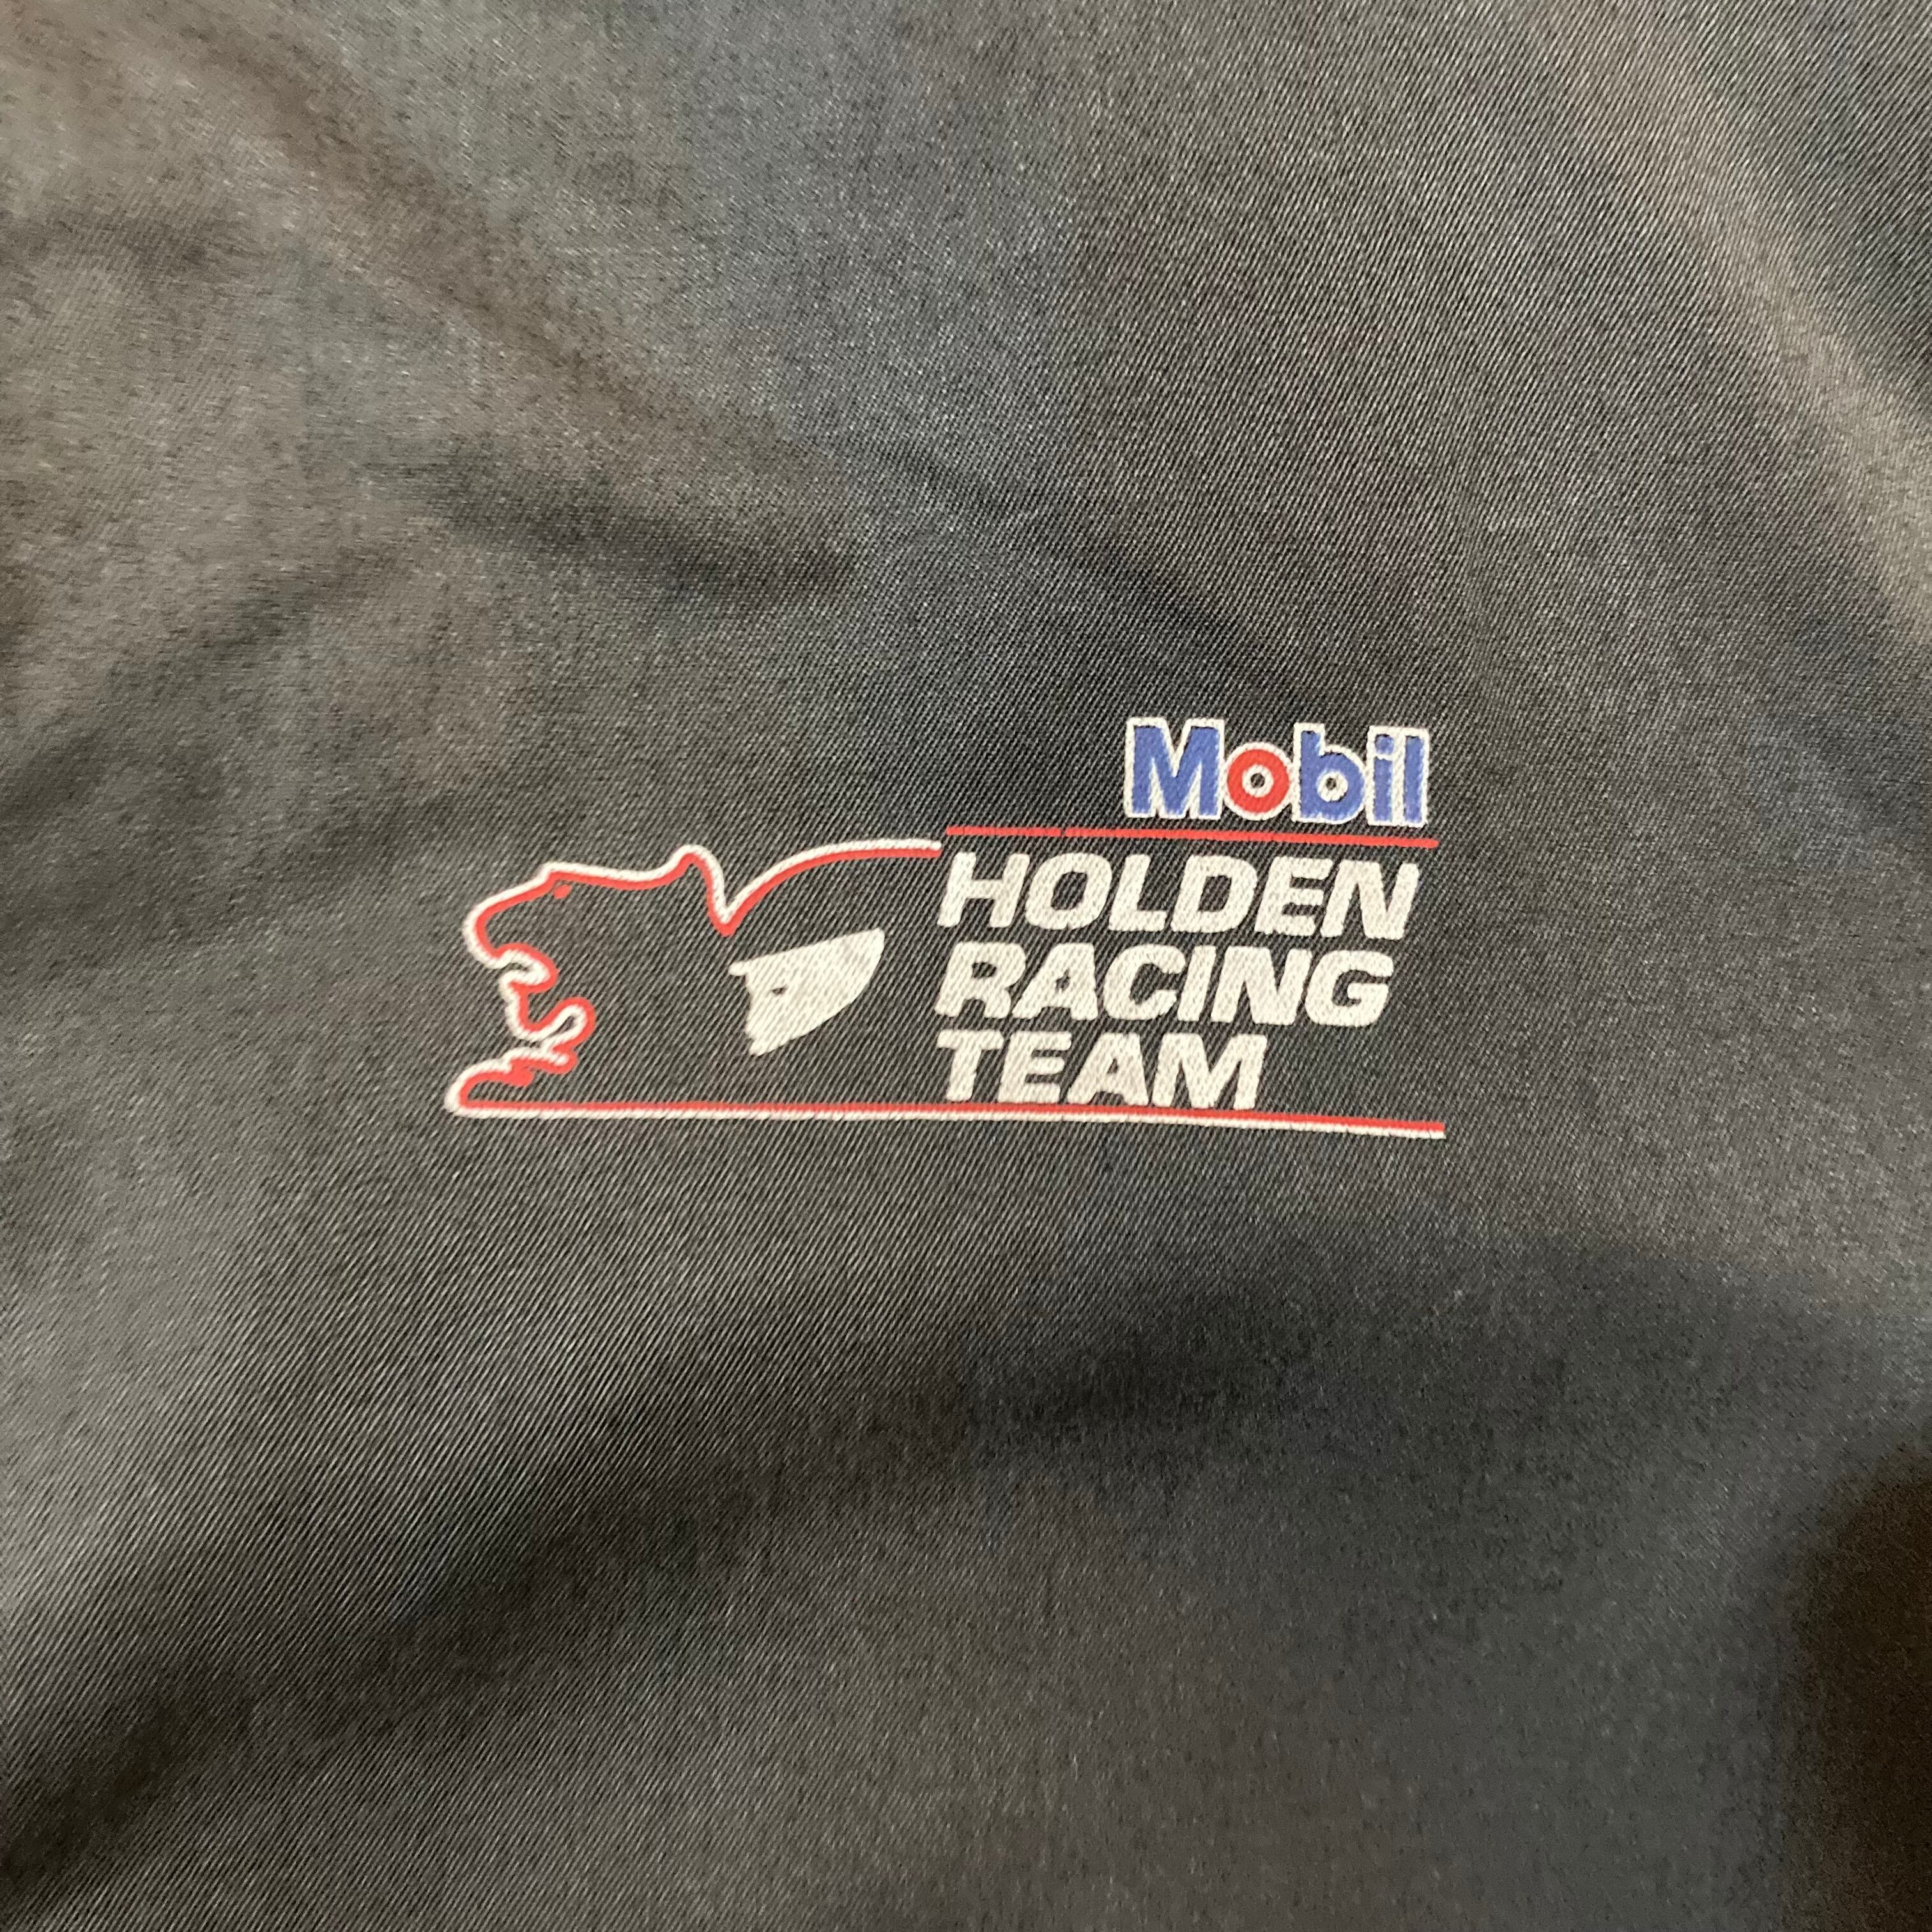 Mobil
HOLDEN
RACING
TEAM